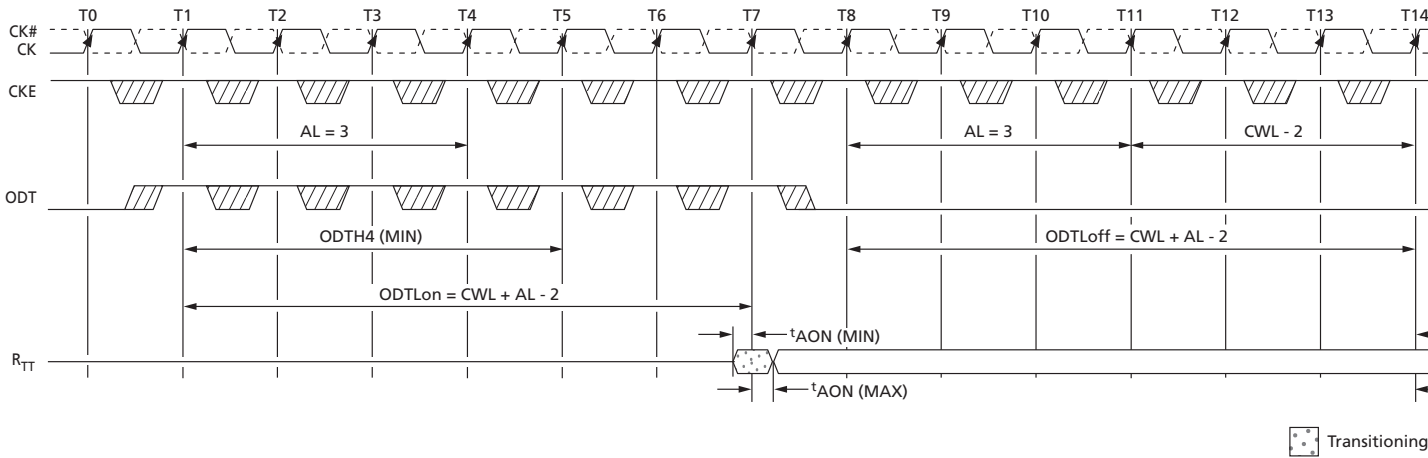 T0 T1 T2 T3 T4 T5 T6 T7 T8 T9 T10 T11 T12 T13 T14
CK#
CK
CKE
AL = 3 AL = 3 CWL - 2
ODT
ODTH4 (MIN) ODTLoff = CWL + AL - 2
ODTLon = CWL + AL - 2
tAON (MIN)
RTT
tAON (MAX)
Transitioning